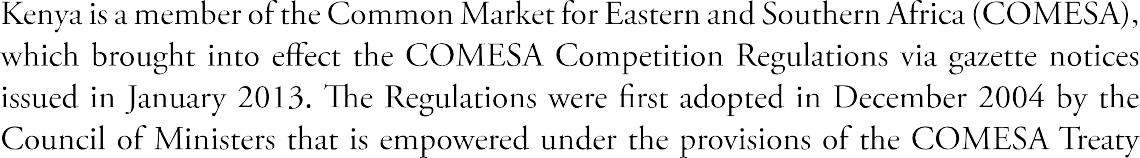 Kenya is a member of the Common Market for Eastern and Southern Africa (COMESA),
which brought into effect the COMESA Competition Regulations via gazette notices
issued in January 2013. The Regulations were first adopted in December 2004 by the
Council of Ministers that is empowered under the provisions of the COMESA Treaty